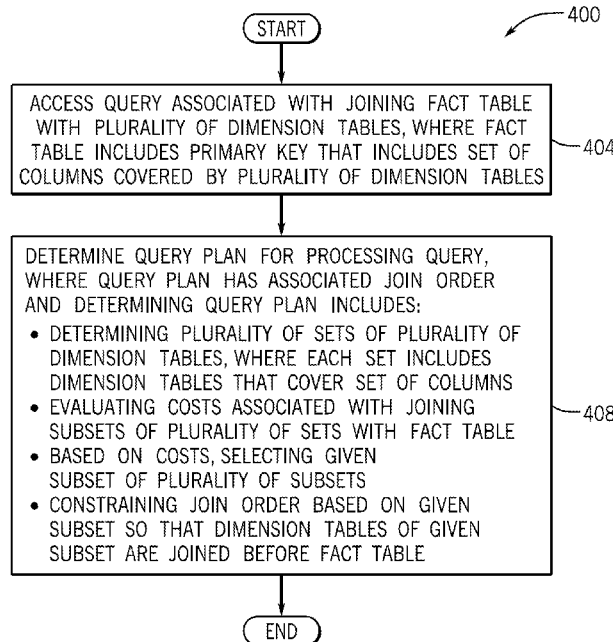 START
400
ACCESS QUERY ASSOCIATED WITH JOINING FACT TABLE
WITH PLURALITY OF DIMENSION TABLES, WHERE FACT
TABLE INCLUDES PRIMARY KEY THAT INCLUDES SET OF
COLUMNS COVERED BY PLURALITY OF DIMENSION TABLES
404
DETERMINE QUERY PLAN FOR PROCESSING QUERY,
WHERE QUERY PLAN HAS ASSOCIATED JOIN ORDER
AND DETERMINING QUERY PLAN INCLUDES:
• DETERMINING PLURALITY OF SETS OF PLURALITY OF
DIMENSION TABLES, WHERE EACH SET INCLUDES
DIMENSION TABLES THAT COVER SET OF COLUMNS
• EVALUATING COSTS ASSOCIATED WITH JOINING
SUBSETS OF PLURALITY OF SETS WITH FACT TABLE
• BASED ON COSTS, SELECTING GIVEN
SUBSET OF PLURALITY OF SUBSETS
• CONSTRAINING JOIN ORDER BASED ON GIVEN
SUBSET SO THAT DIMENSION TABLES OF GIVEN
SUBSET ARE JOINED BEFORE FACT TABLE
408
END